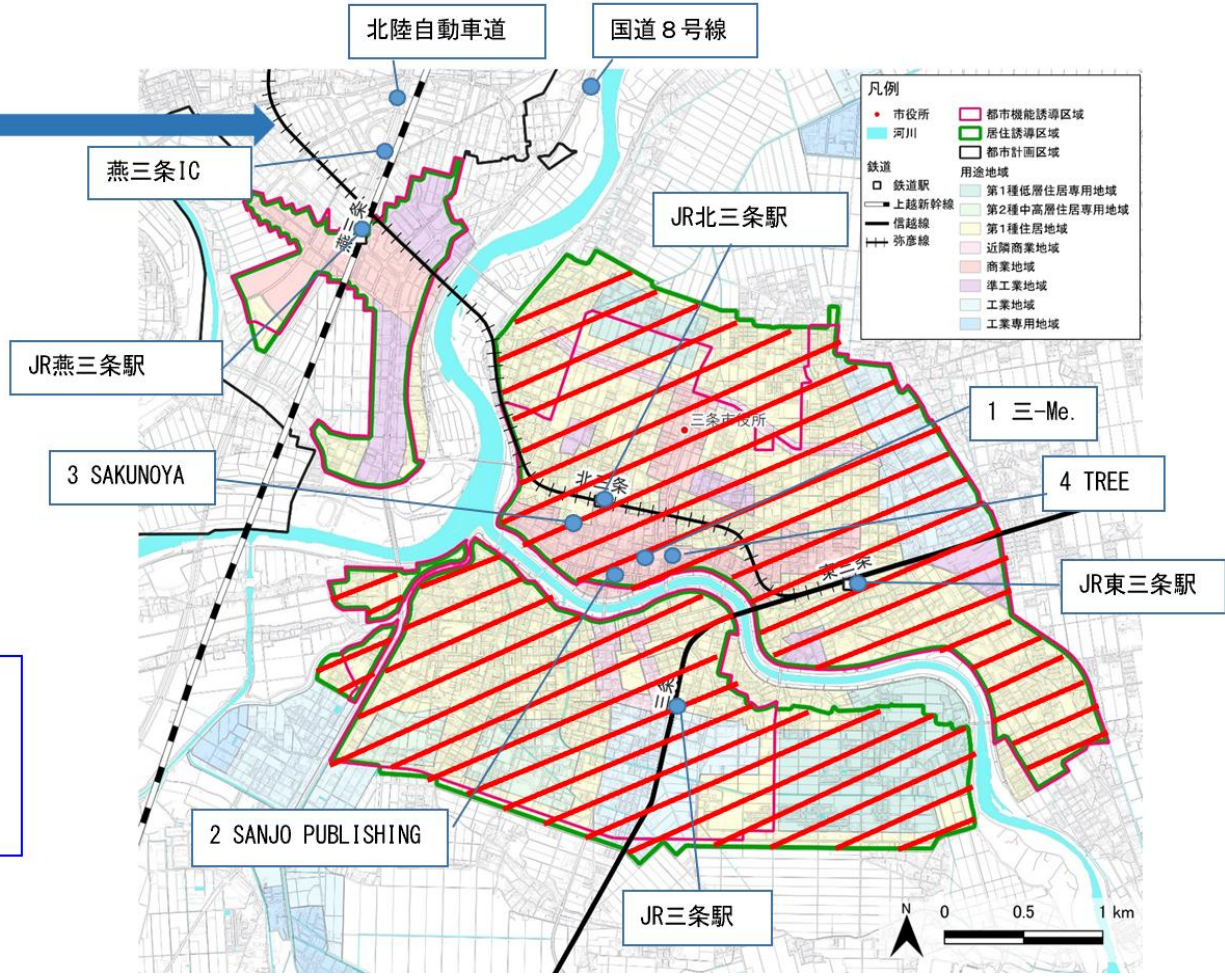 北陸自動車道
国道８号線
燕三条IC
JR北三条駅
JR燕三条駅
1 三-Me.
3 SAKUNOYA
4 TREE
JR東三条駅
2 SANJO PUBLISHING
JR三条駅
燕三条
三条市役所
北三条
東三条
三条
凡例
市役所
河川
鉄道
鉄道駅
上越新幹線
信越線
弥彦線
都市機能誘導区域
居住誘導区域
都市計画区域
用途地域
第1種低層住居専用地域
第2種中高層住居専用地域
第1種住居地域
近隣商業地域
商業地域
準工業地域
工業地域
工業専用地域
N
0 0.5 1 km